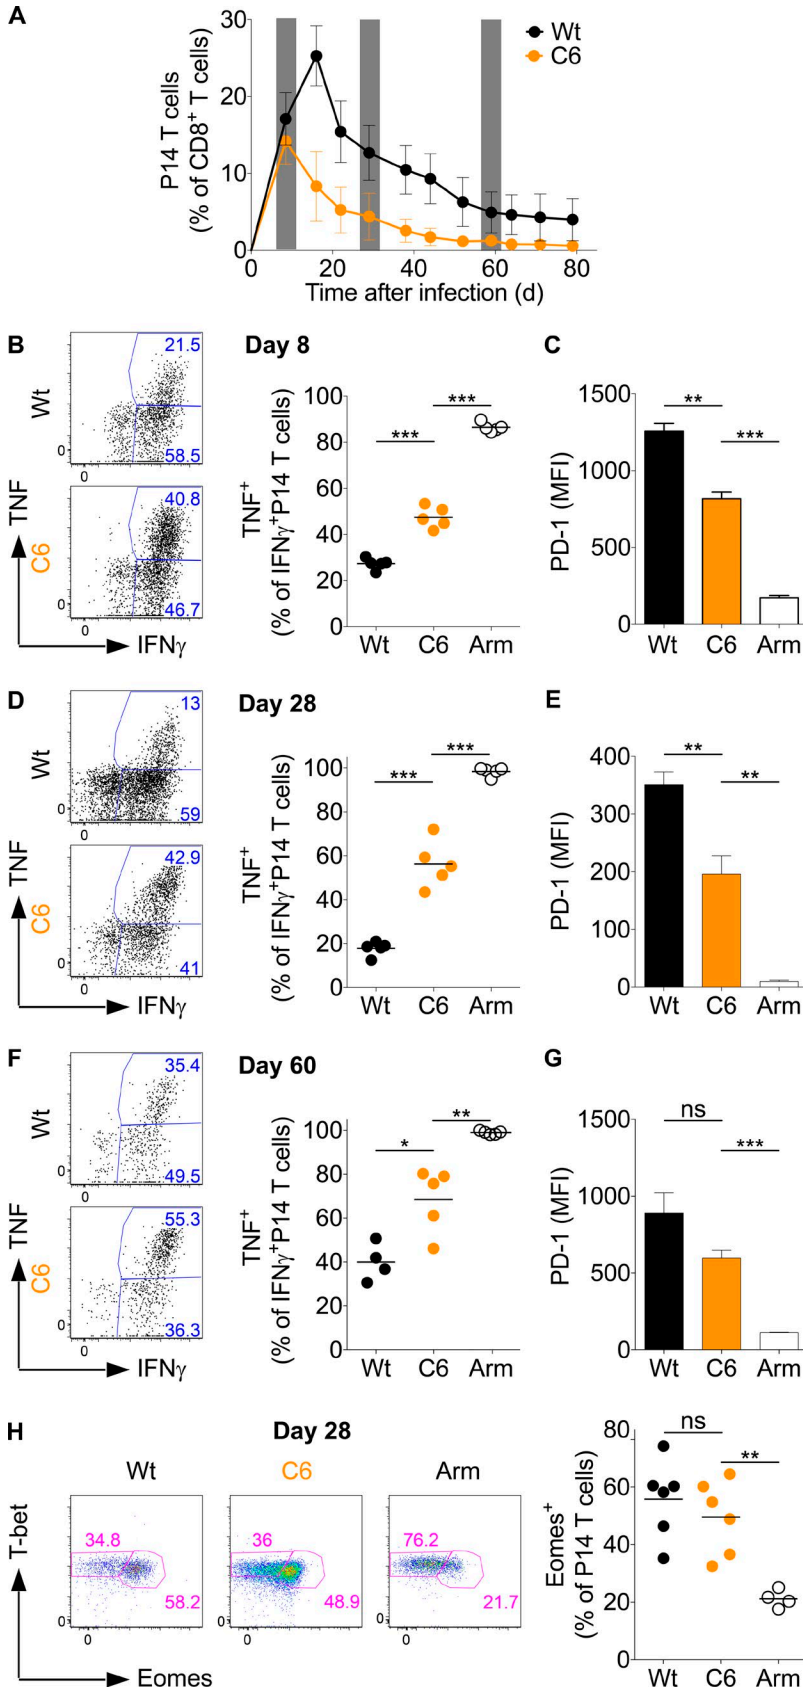 A
P14 T cells
(% of CD8⁺ T cells)
30
20
10
0
0 20 40 60 80
Time after infection (d)
Wt
C6
B
Day 8
Wt
21.5
58.5
0
0
C6
40.8
46.7
0
0
TNF
IFNγ
TNF⁺
(% of IFNγ⁺P14 T cells)
100
80
60
40
20
0
***
***
Wt C6 Arm
C
PD-1 (MFI)
1500
1000
500
0
**
***
Wt C6 Arm
D
Day 28
Wt
13
59
0
0
C6
42.9
41
0
0
TNF
IFNγ
TNF⁺
(% of IFNγ⁺P14 T cells)
100
80
60
40
20
0
***
***
Wt C6 Arm
E
PD-1 (MFI)
400
300
200
100
0
**
**
Wt C6 Arm
F
Day 60
Wt
35.4
49.5
0
0
C6
55.3
36.3
0
0
TNF
IFNγ
TNF⁺
(% of IFNγ⁺P14 T cells)
100
80
60
40
20
0
*
**
Wt C6 Arm
G
PD-1 (MFI)
1500
1000
500
0
ns
***
Wt C6 Arm
H
Day 28
Wt C6 Arm
34.8
58.2
0
0
36
48.9
0
0
76.2
21.7
0
0
T-bet
Eomes
Eomes⁺
(% of P14 T cells)
80
60
40
20
0
ns
**
Wt C6 Arm